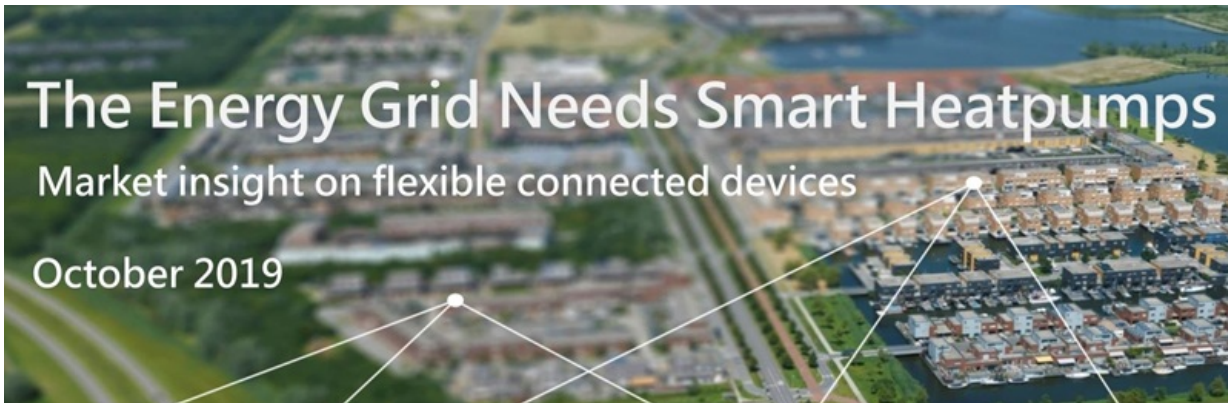 The Energy Grid Needs Smart Heatpumps
Market insight on flexible connected devices
October 2019